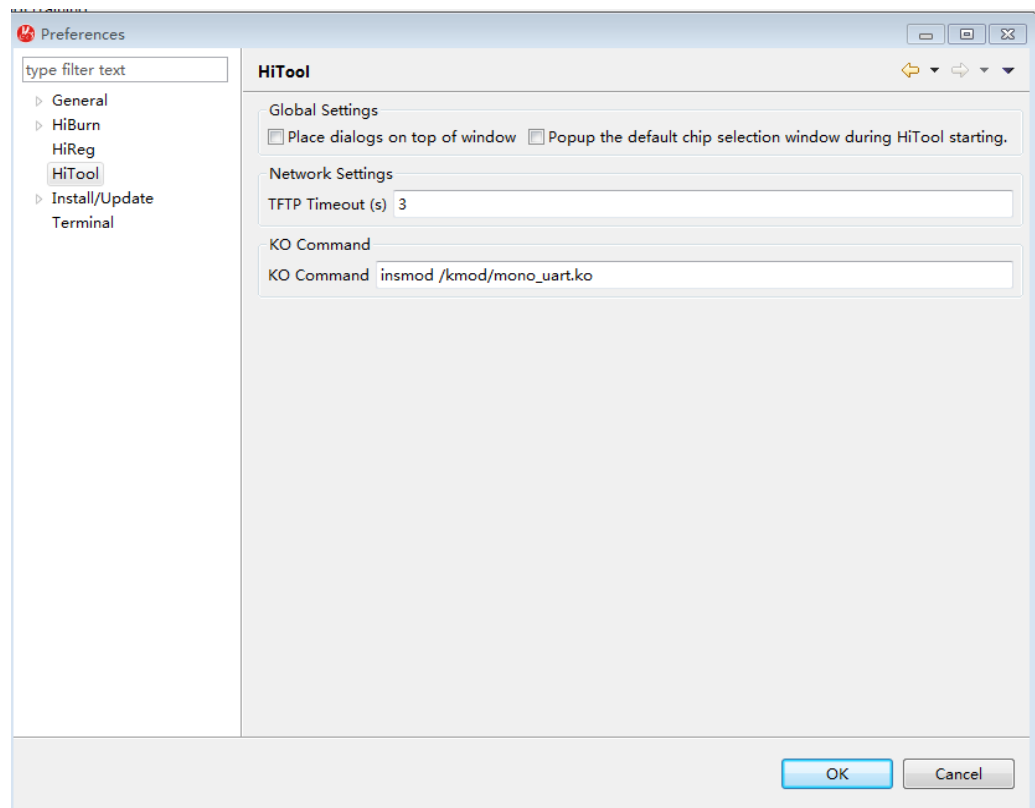 Preferences
type filter text
General
HiBurn
HiReg
HiTool
Install/Update
Terminal
HiTool
Global Settings
Place dialogs on top of window Popup the default chip selection window during HiTool starting.
Network Settings
TFTP Timeout (s) 3
KO Command
KO Command insmod /kmod/mono_uart.ko
OK Cancel